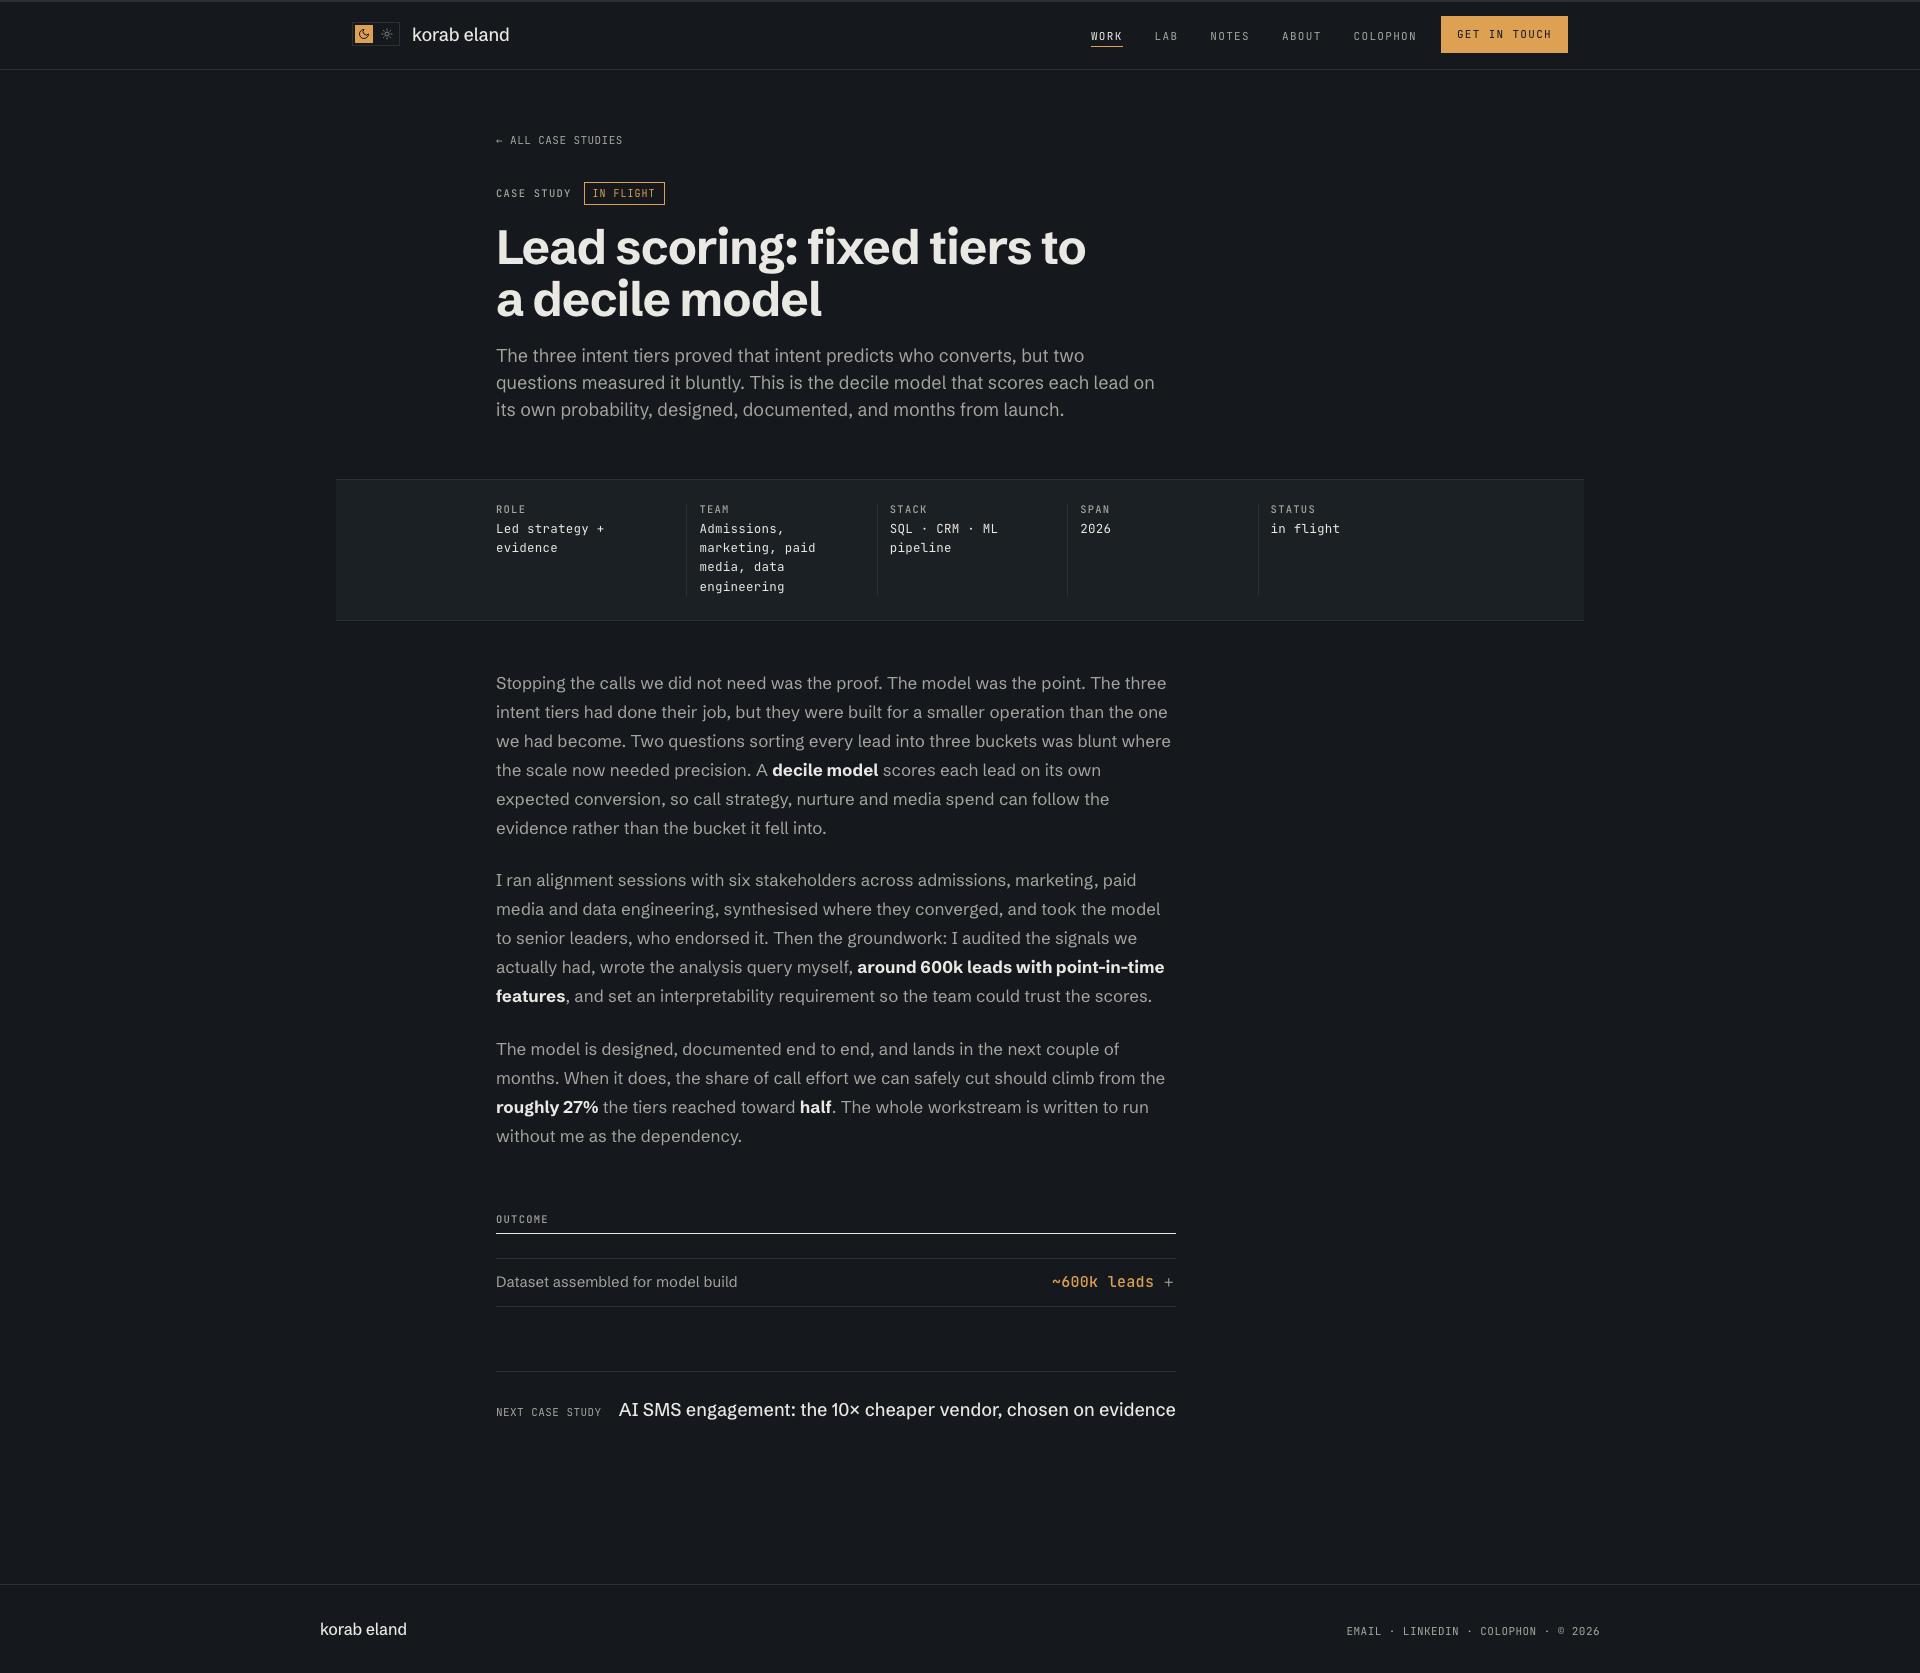 korab eland
WORK
LAB
NOTES
ABOUT
COLOPHON
GET IN TOUCH
← ALL CASE STUDIES
CASE STUDY
IN FLIGHT
Lead scoring: fixed tiers to
a decile model
The three intent tiers proved that intent predicts who converts, but two
questions measured it bluntly. This is the decile model that scores each lead on
its own probability, designed, documented, and months from launch.
ROLE
Led strategy +
evidence
TEAM
Admissions,
marketing, paid
media, data
engineering
STACK
SQL · CRM · ML
pipeline
SPAN
2026
STATUS
in flight
Stopping the calls we did not need was the proof. The model was the point. The three
intent tiers had done their job, but they were built for a smaller operation than the one
we had become. Two questions sorting every lead into three buckets was blunt where
the scale now needed precision. A decile model scores each lead on its own
expected conversion, so call strategy, nurture and media spend can follow the
evidence rather than the bucket it fell into.
I ran alignment sessions with six stakeholders across admissions, marketing, paid
media and data engineering, synthesised where they converged, and took the model
to senior leaders, who endorsed it. Then the groundwork: I audited the signals we
actually had, wrote the analysis query myself, around 600k leads with point-in-time
features, and set an interpretability requirement so the team could trust the scores.
The model is designed, documented end to end, and lands in the next couple of
months. When it does, the share of call effort we can safely cut should climb from the
roughly 27% the tiers reached toward half. The whole workstream is written to run
without me as the dependency.
OUTCOME
Dataset assembled for model build
~600k leads +
NEXT CASE STUDY
AI SMS engagement: the 10× cheaper vendor, chosen on evidence
korab eland
EMAIL · LINKEDIN · COLOPHON · © 2026